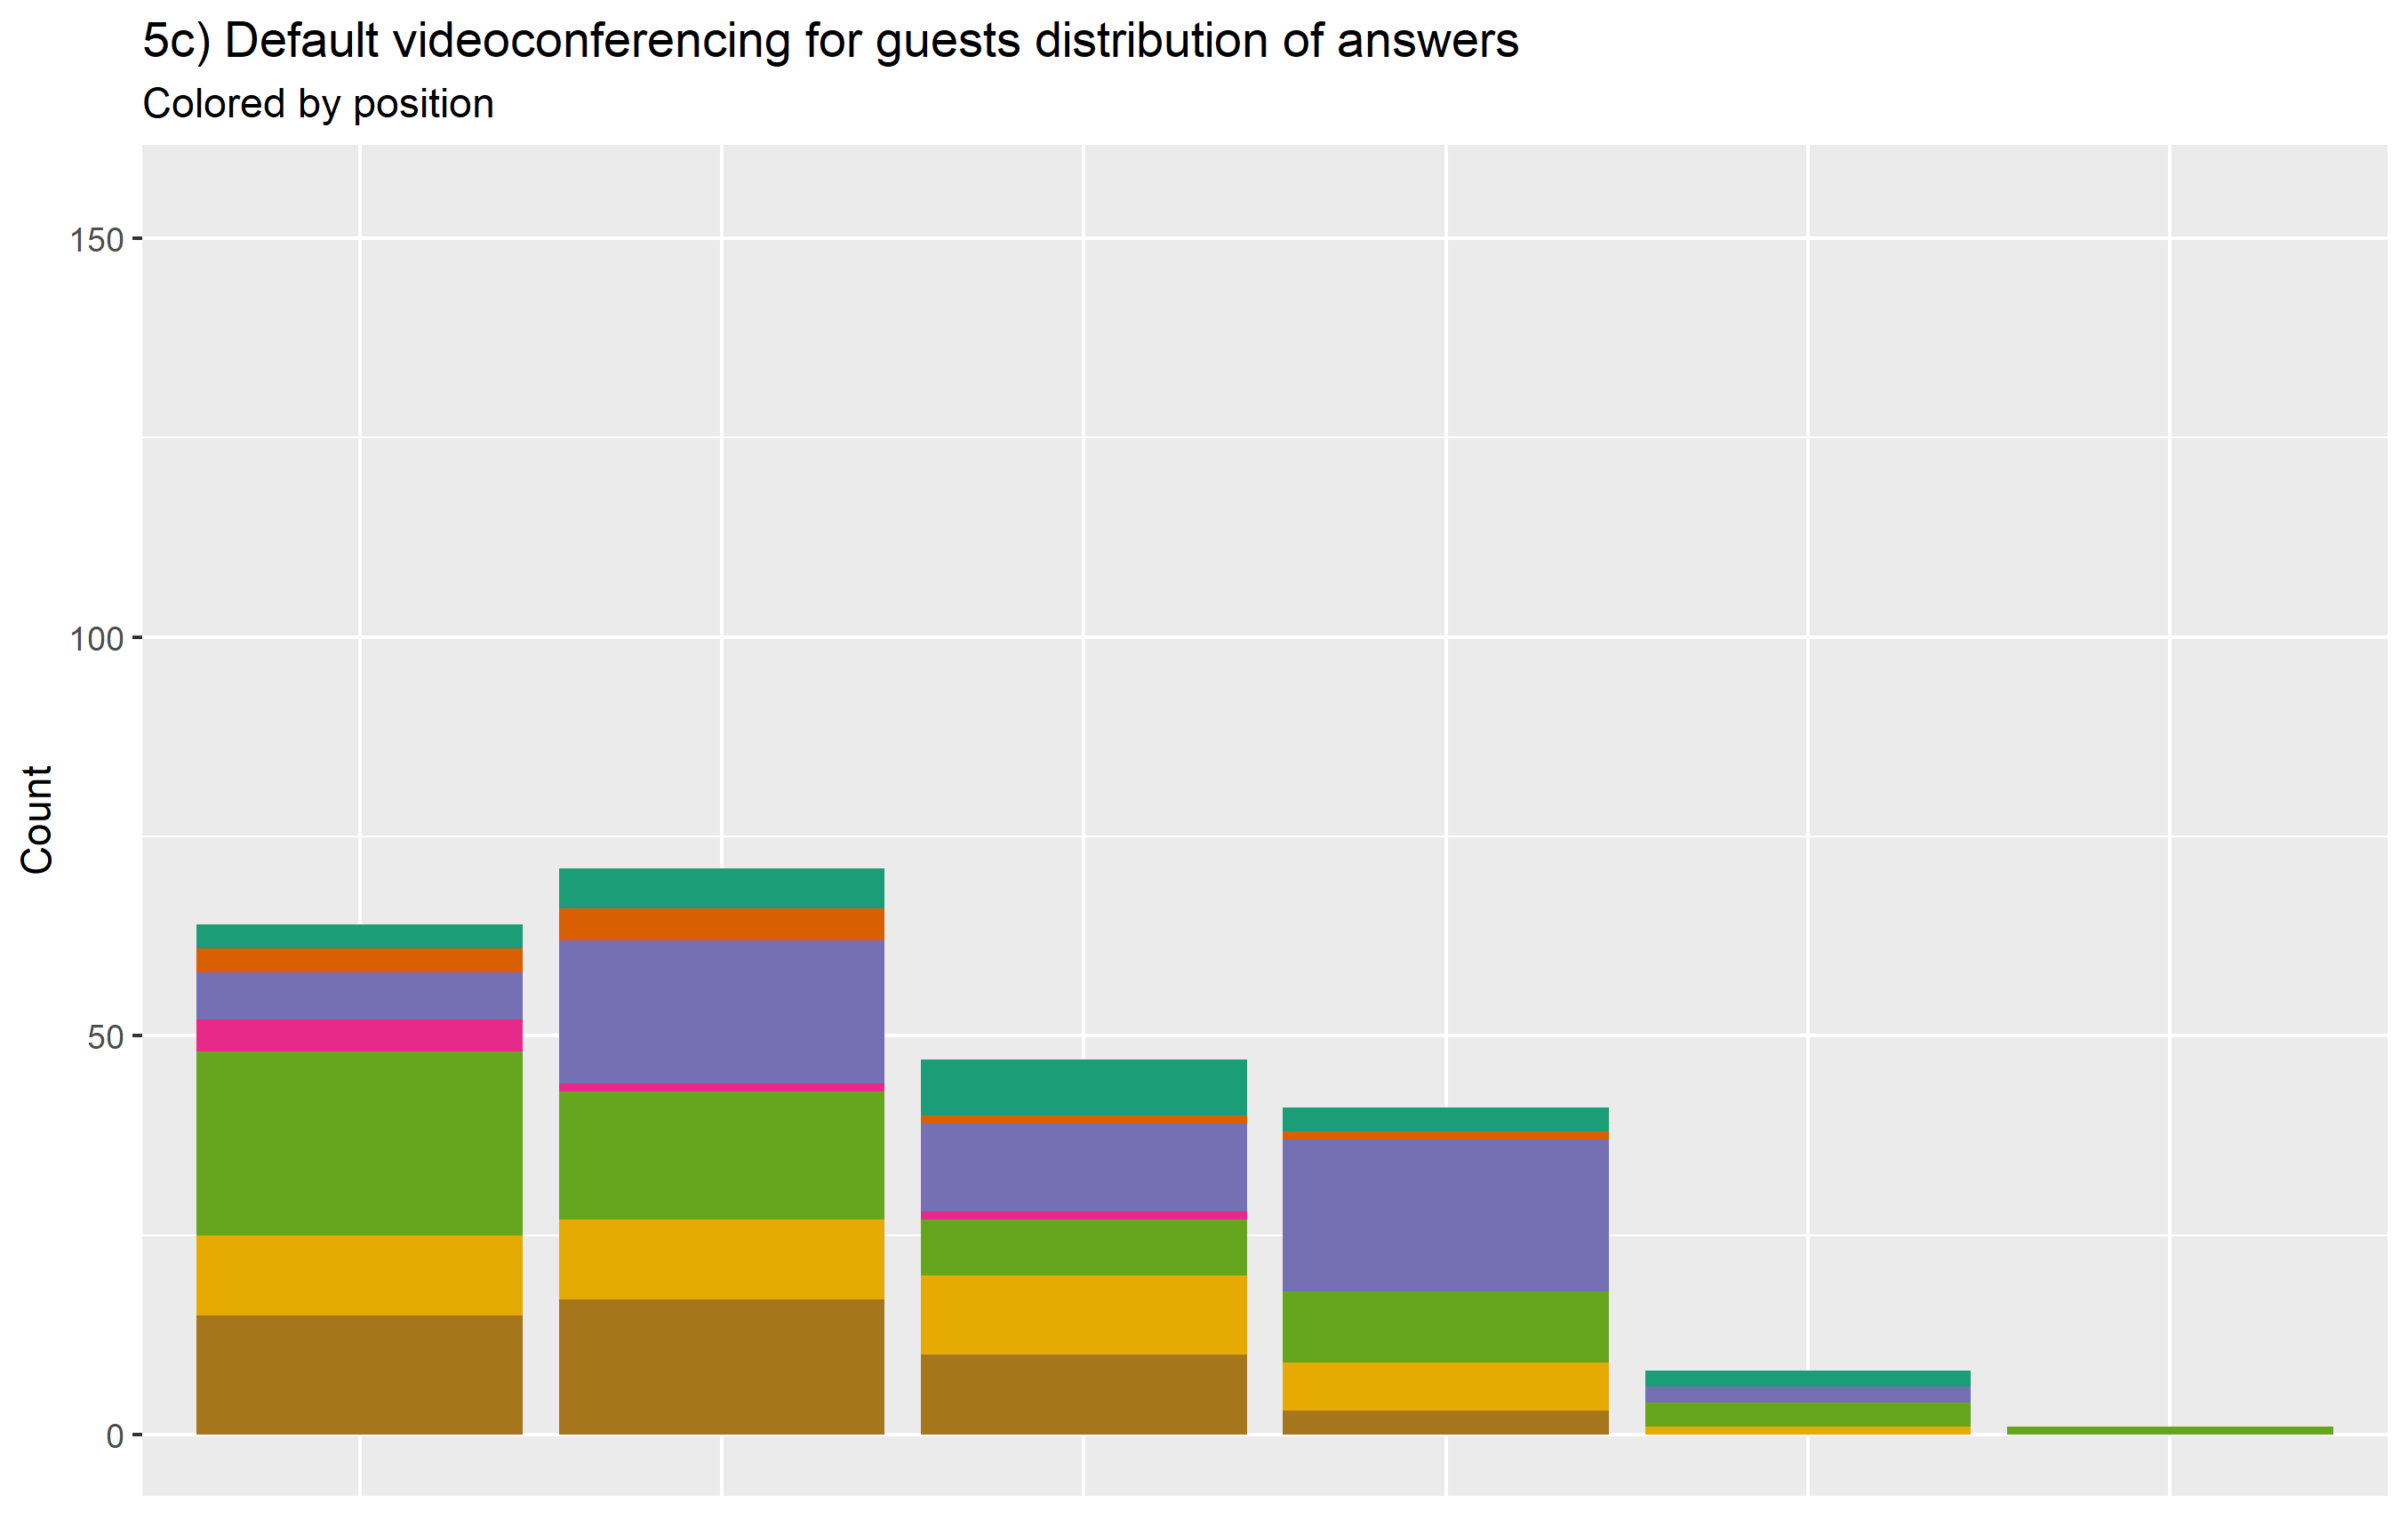 5c) Default videoconferencing for guests distribution of answers
Colored by position
150
100
50
0
Count